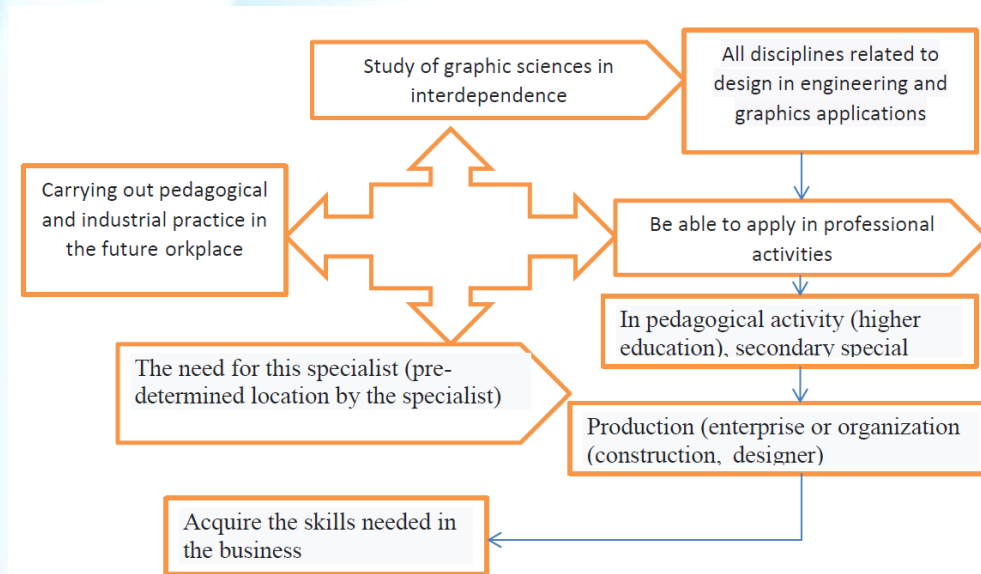 Study of graphic sciences in
interdependence
All disciplines related to
design in engineering and
graphics applications
Carrying out pedagogical
and industrial practice in
the future orkplace
Be able to apply in professional
activities
In pedagogical activity (higher
education), secondary special
The need for this specialist (pre-
determined location by the specialist)
Production (enterprise or organization
(construction, designer)
Acquire the skills needed in
the business